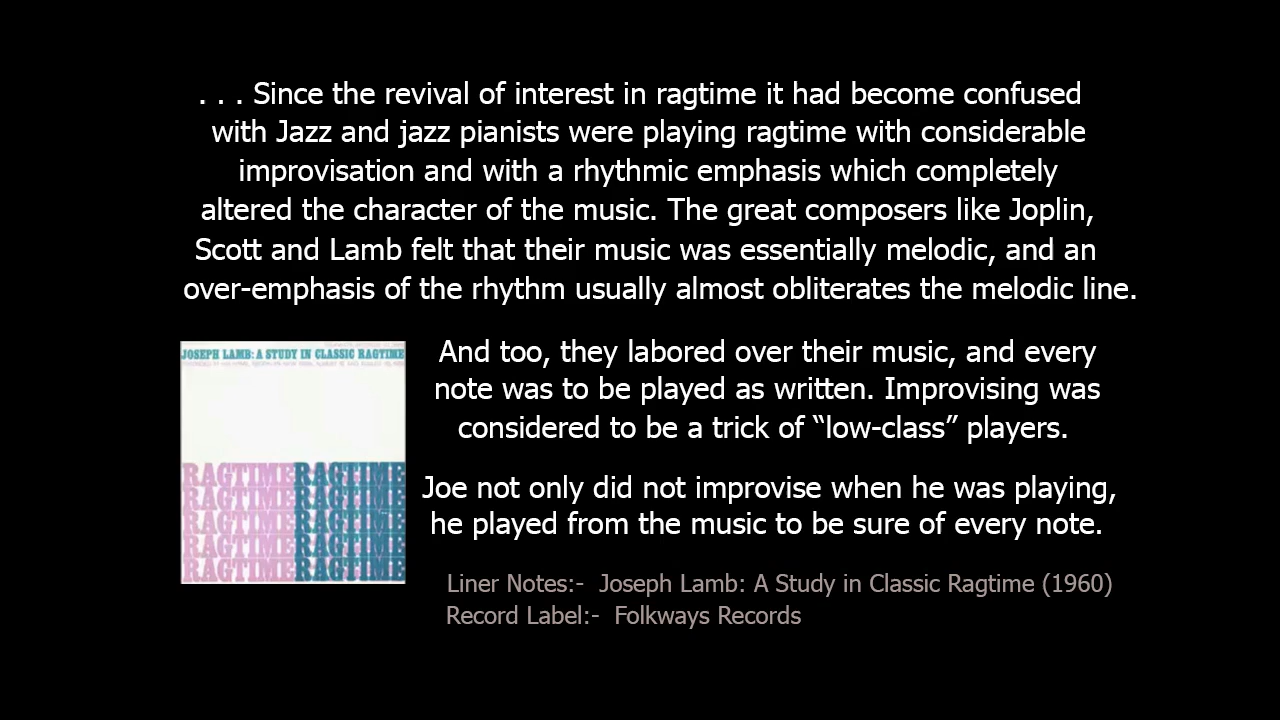 . . . Since the revival of interest in ragtime it had become confused
with Jazz and jazz pianists were playing ragtime with considerable
improvisation and with a rhythmic emphasis which completely
altered the character of the music. The great composers like Joplin,
Scott and Lamb felt that their music was essentially melodic, and an
over-emphasis of the rhythm usually almost obliterates the melodic line.
JOSEPH LAMB: A STUDY IN CLASSIC RAGTIME
RAGTIME RAGTIME
RAGTIME RAGTIME
RAGTIME RAGTIME
RAGTIME RAGTIME
RAGTIME RAGTIME
And too, they labored over their music, and every
note was to be played as written. Improvising was
considered to be a trick of “low-class” players.
Joe not only did not improvise when he was playing,
he played from the music to be sure of every note.
Liner Notes:- Joseph Lamb: A Study in Classic Ragtime (1960)
Record Label:- Folkways Records